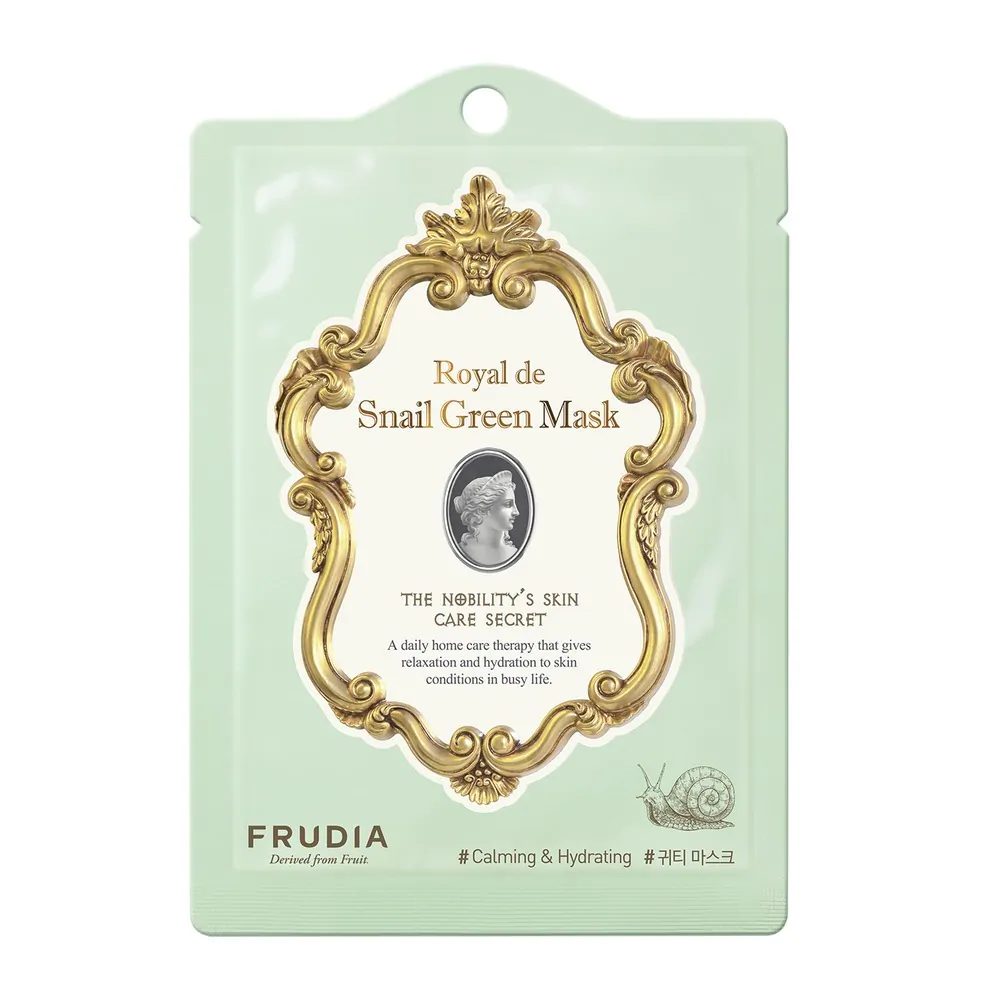 Royal de
Snail Green Mask
THE NOBILITY'S SKIN
CARE SECRET
A daily home care therapy that gives
relaxation and hydration to skin
conditions in busy life.
FRUDIA
Derived from Fruit.
#Calming & Hydrating #귀티 마스크